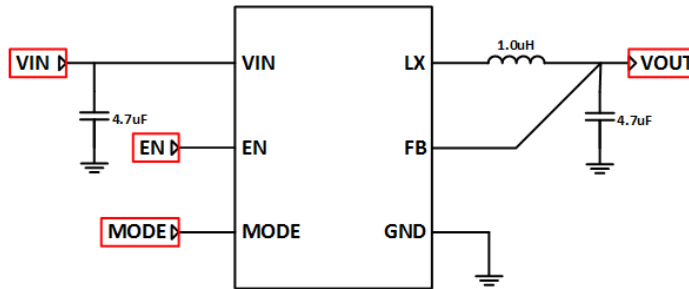 1.0uH
VIN VIN LX VOUT
4.7uF 4.7uF
EN EN FB
MODE MODE GND